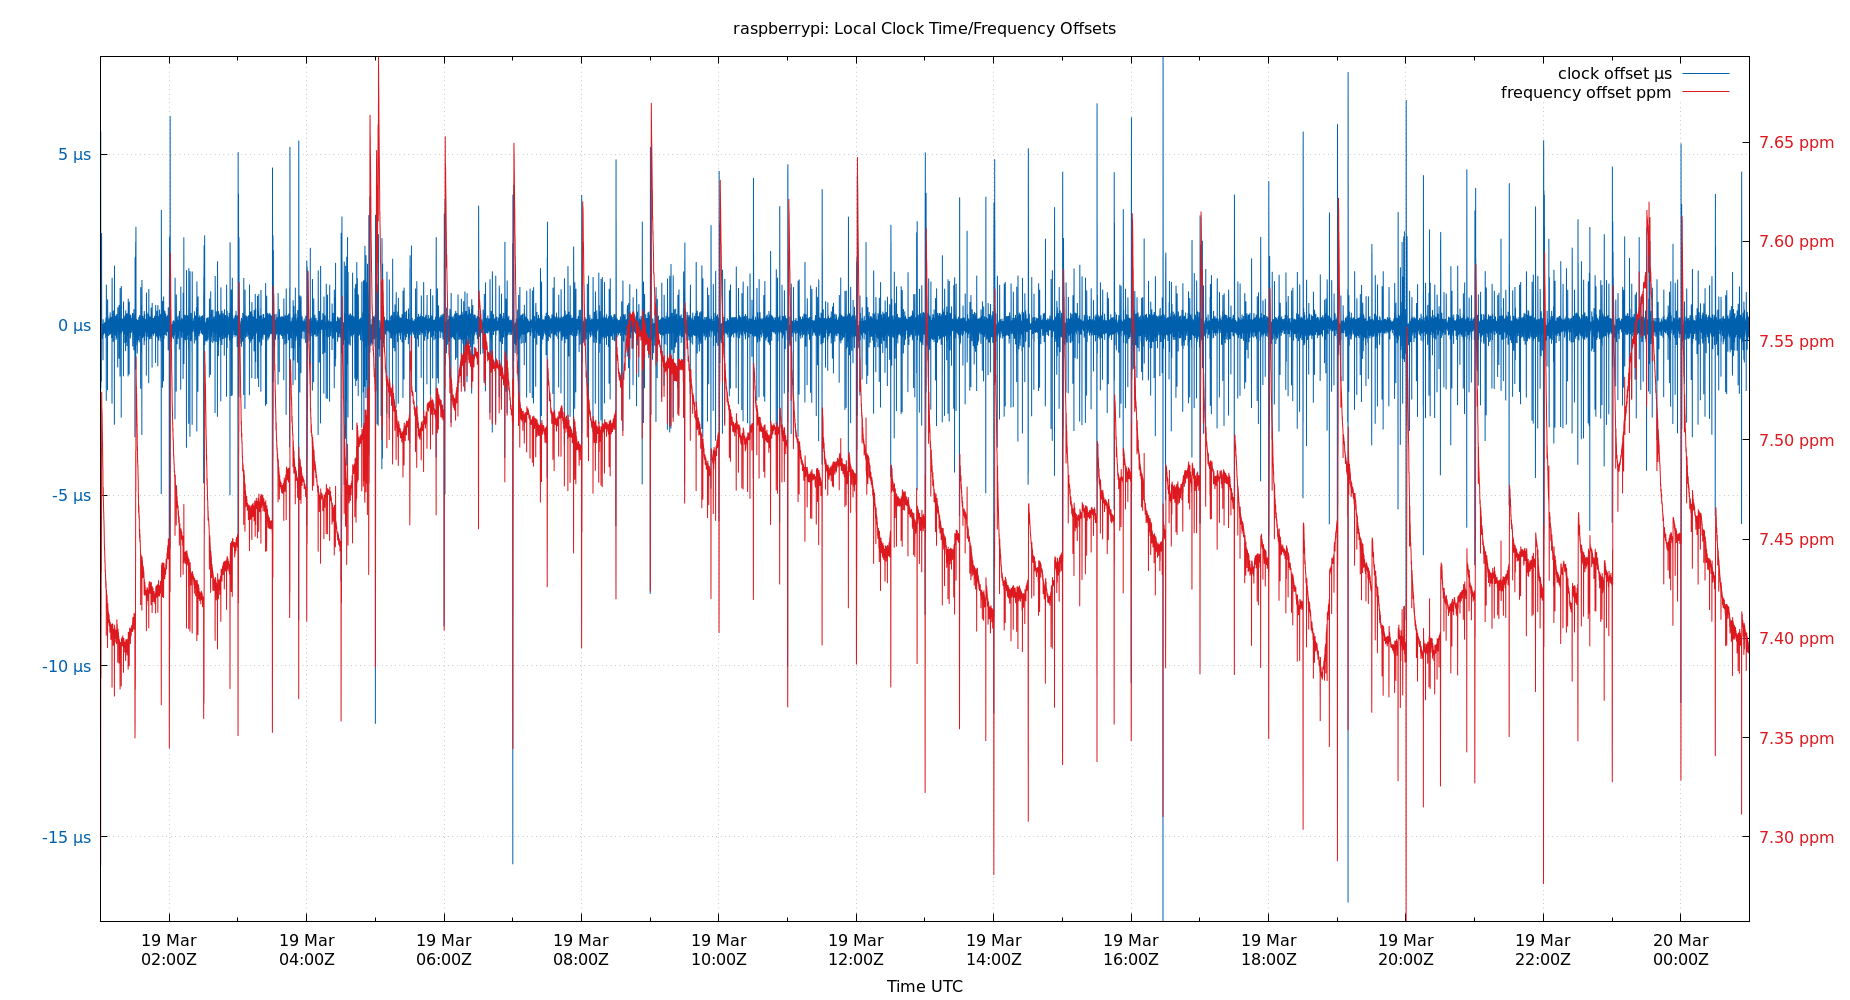 raspberrypi: Local Clock Time/Frequency Offsets
clock offset µs
frequency offset ppm
5 µs
0 µs
-5 µs
-10 µs
-15 µs
7.65 ppm
7.60 ppm
7.55 ppm
7.50 ppm
7.45 ppm
7.40 ppm
7.35 ppm
7.30 ppm
19 Mar 19 Mar 19 Mar 19 Mar 19 Mar 19 Mar 19 Mar 19 Mar 19 Mar 19 Mar 19 Mar 20 Mar
02:00Z 04:00Z 06:00Z 08:00Z 10:00Z 12:00Z 14:00Z 16:00Z 18:00Z 20:00Z 22:00Z 00:00Z
Time UTC